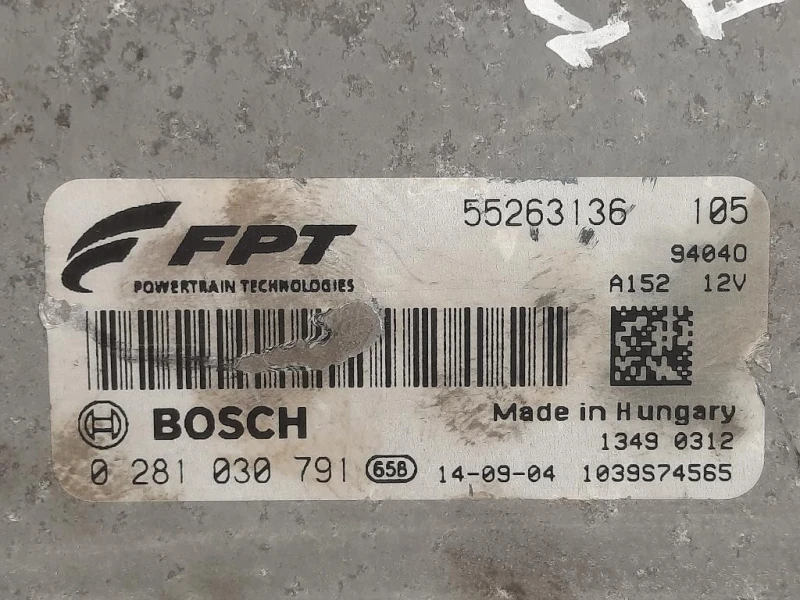 55263136 105
FPT
94040
POWERTRAIN TECHNOLOGIES
A152 12V
BOSCH
Made in Hungary
1349 0312
0 281 030 791 658 14-09-04 1039S74565